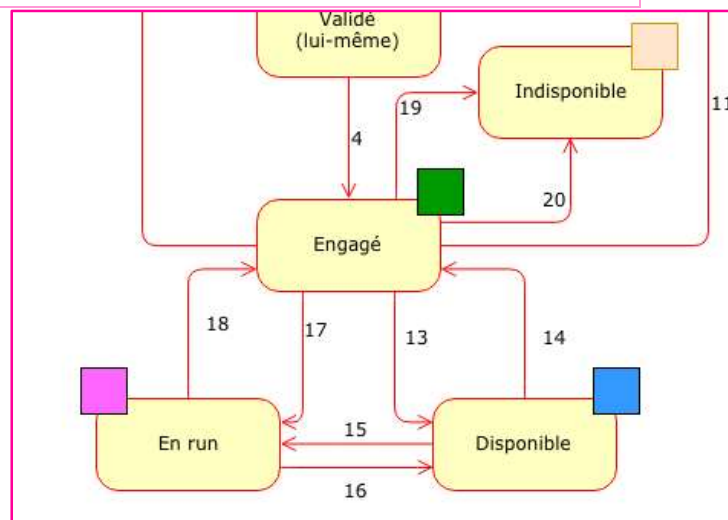 Validé
(lui-même)
Indisponible
11
19
4
20
Engagé
18
17
13
14
En run
15
Disponible
16